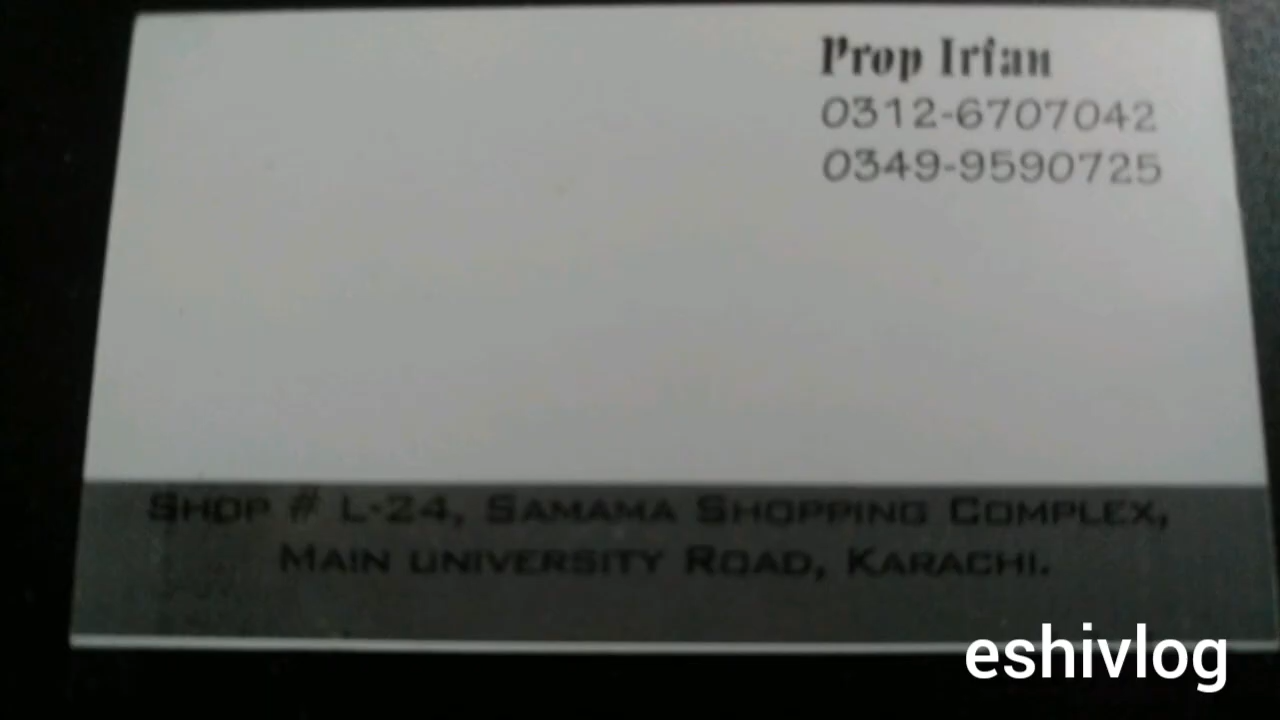 Prop Irfan
0312-6707042
0349-9590725
SHOP # L-24, SAMAMA SHOPPING COMPLEX,
MAIN UNIVERSITY ROAD, KARACHI.
eshivlog